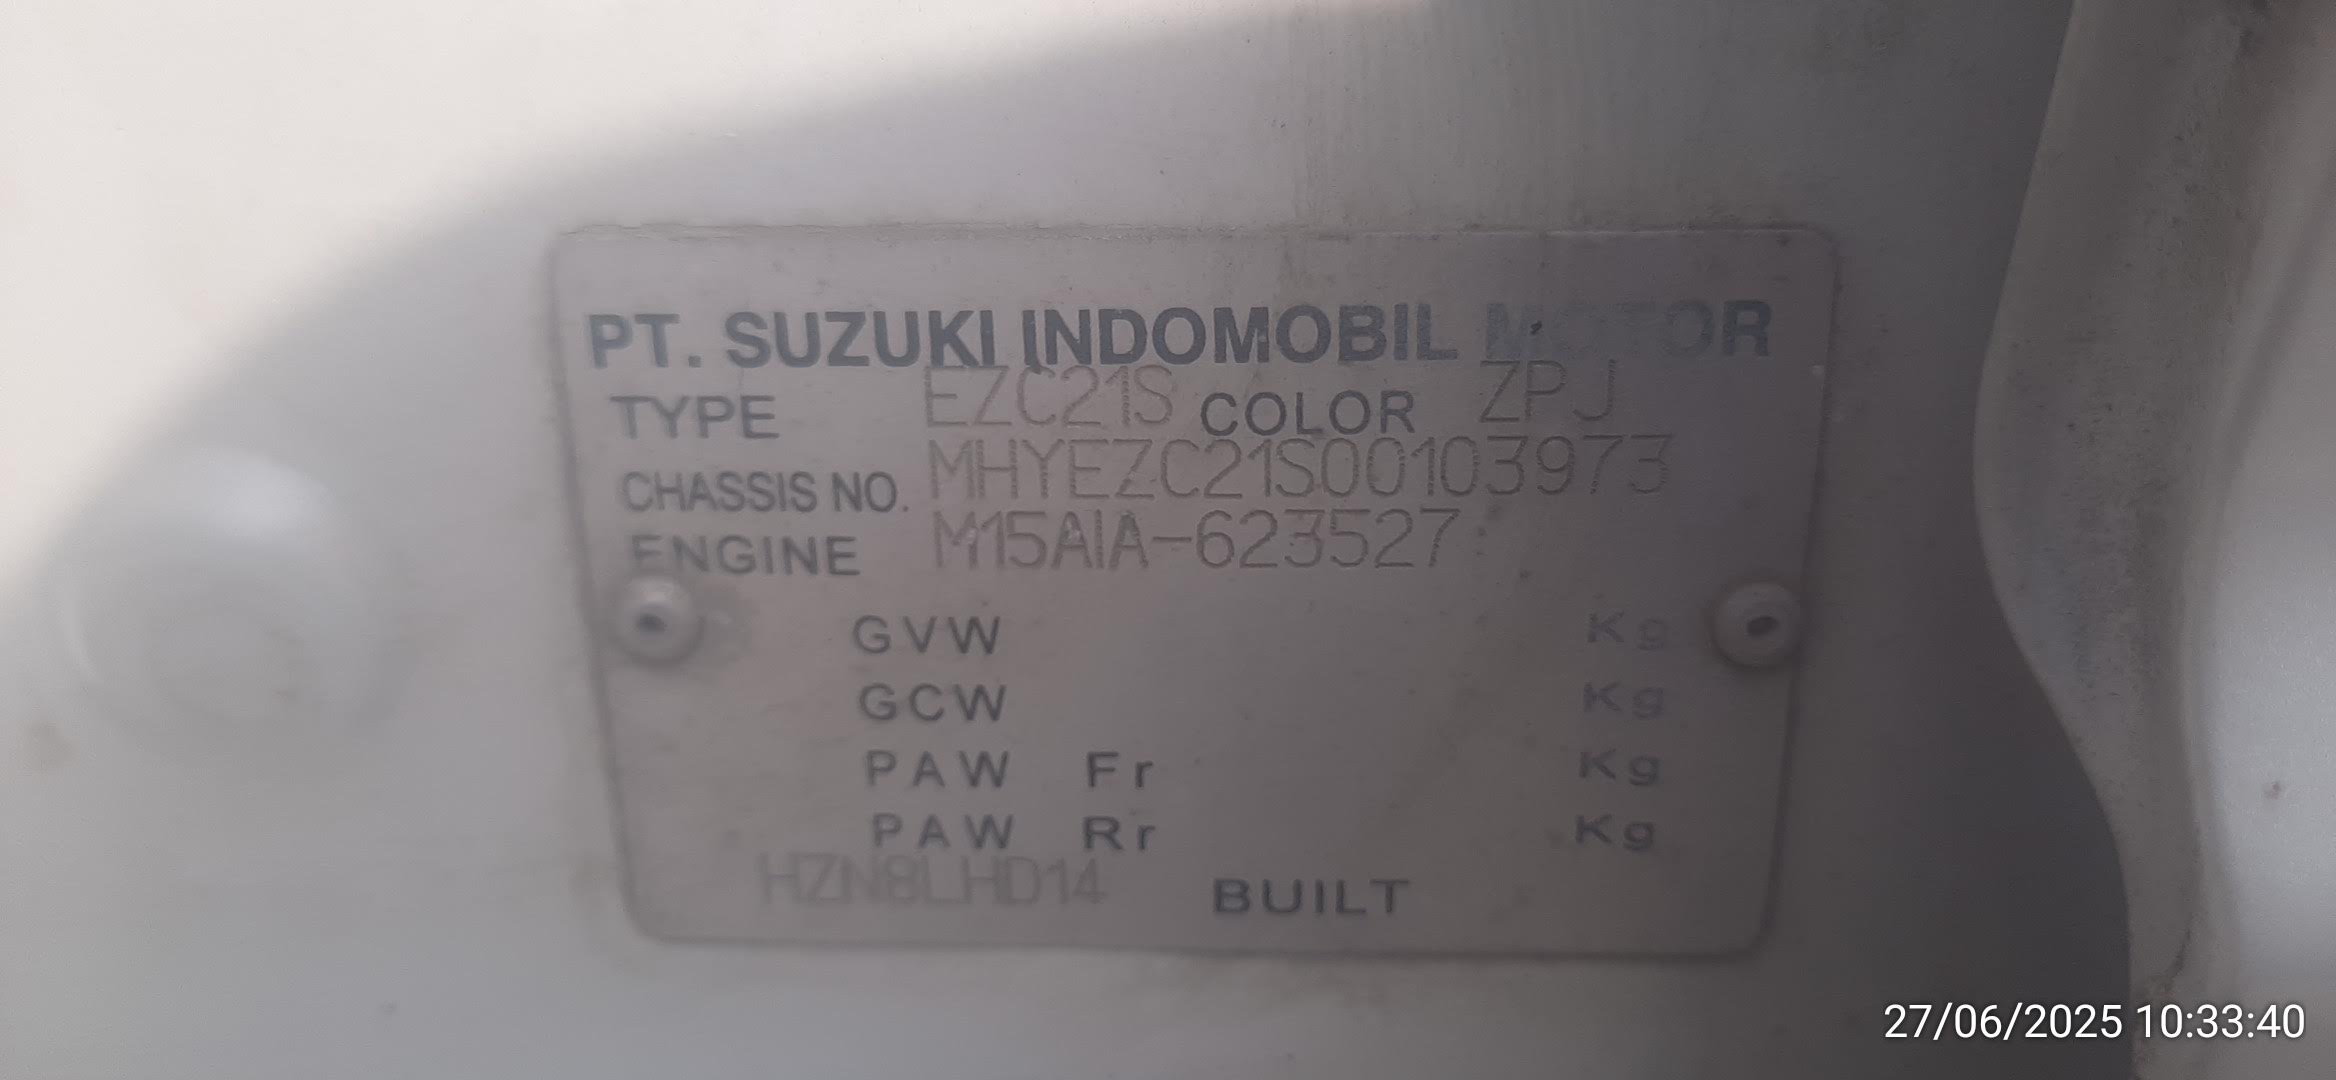 PT. SUZUKI INDOMOBIL MOTOR
TYPE EZC21S COLOR ZPJ
CHASSIS NO. MHYEZC21S00103973
ENGINE M15AIA-623527
GVW Kg
GCW Kg
PAW Fr Kg
PAW Rr Kg
HZN8LHD14 BUILT
27/06/2025 10:33:40